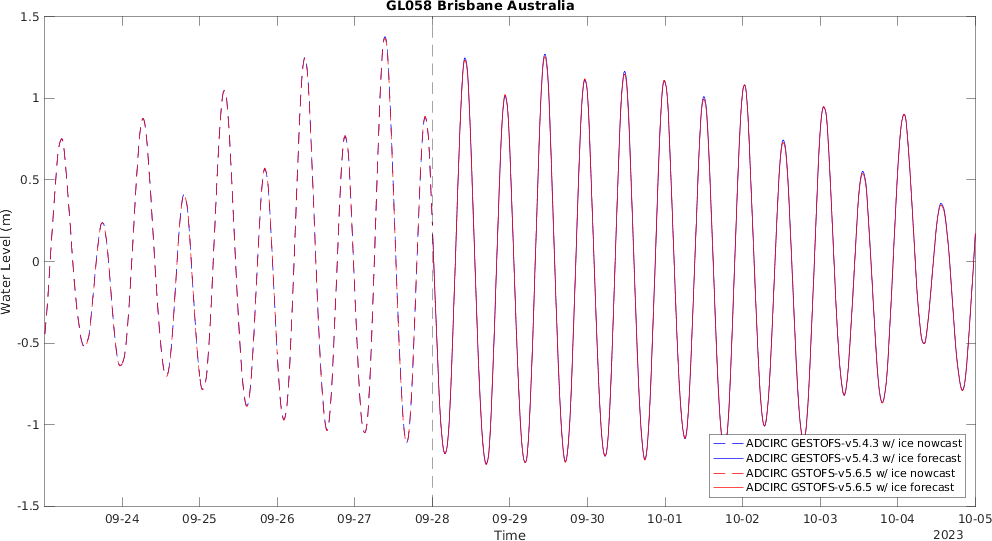 GL058 Brisbane Australia
1.5
1
0.5
0
-0.5
-1
-1.5
Water Level (m)
ADCIRC GESTOFS-v5.4.3 w/ ice nowcast
ADCIRC GESTOFS-v5.4.3 w/ ice forecast
ADCIRC GSTOFS-v5.6.5 w/ ice nowcast
ADCIRC GSTOFS-v5.6.5 w/ ice forecast
09-24 09-25 09-26 09-27 09-28 09-29 09-30 10-01 10-02 10-03 10-04 10-05
Time
2023